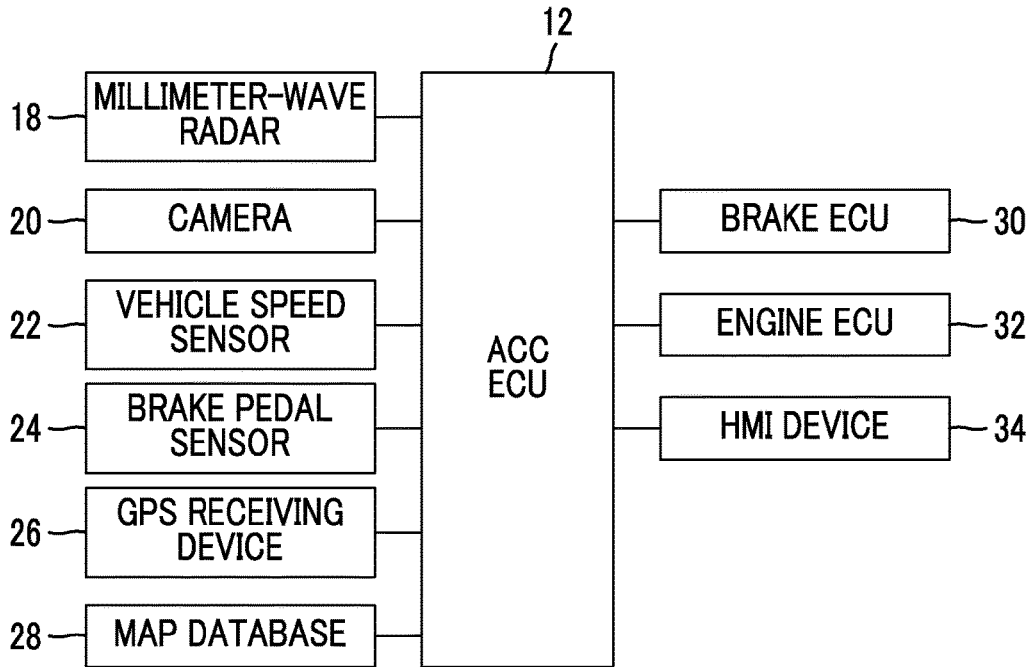 12
18
MILLIMETER-WAVE
RADAR
20
CAMERA
22
VEHICLE SPEED
SENSOR
24
BRAKE PEDAL
SENSOR
26
GPS RECEIVING
DEVICE
28
MAP DATABASE
ACC
ECU
BRAKE ECU
30
ENGINE ECU
32
HMI DEVICE
34